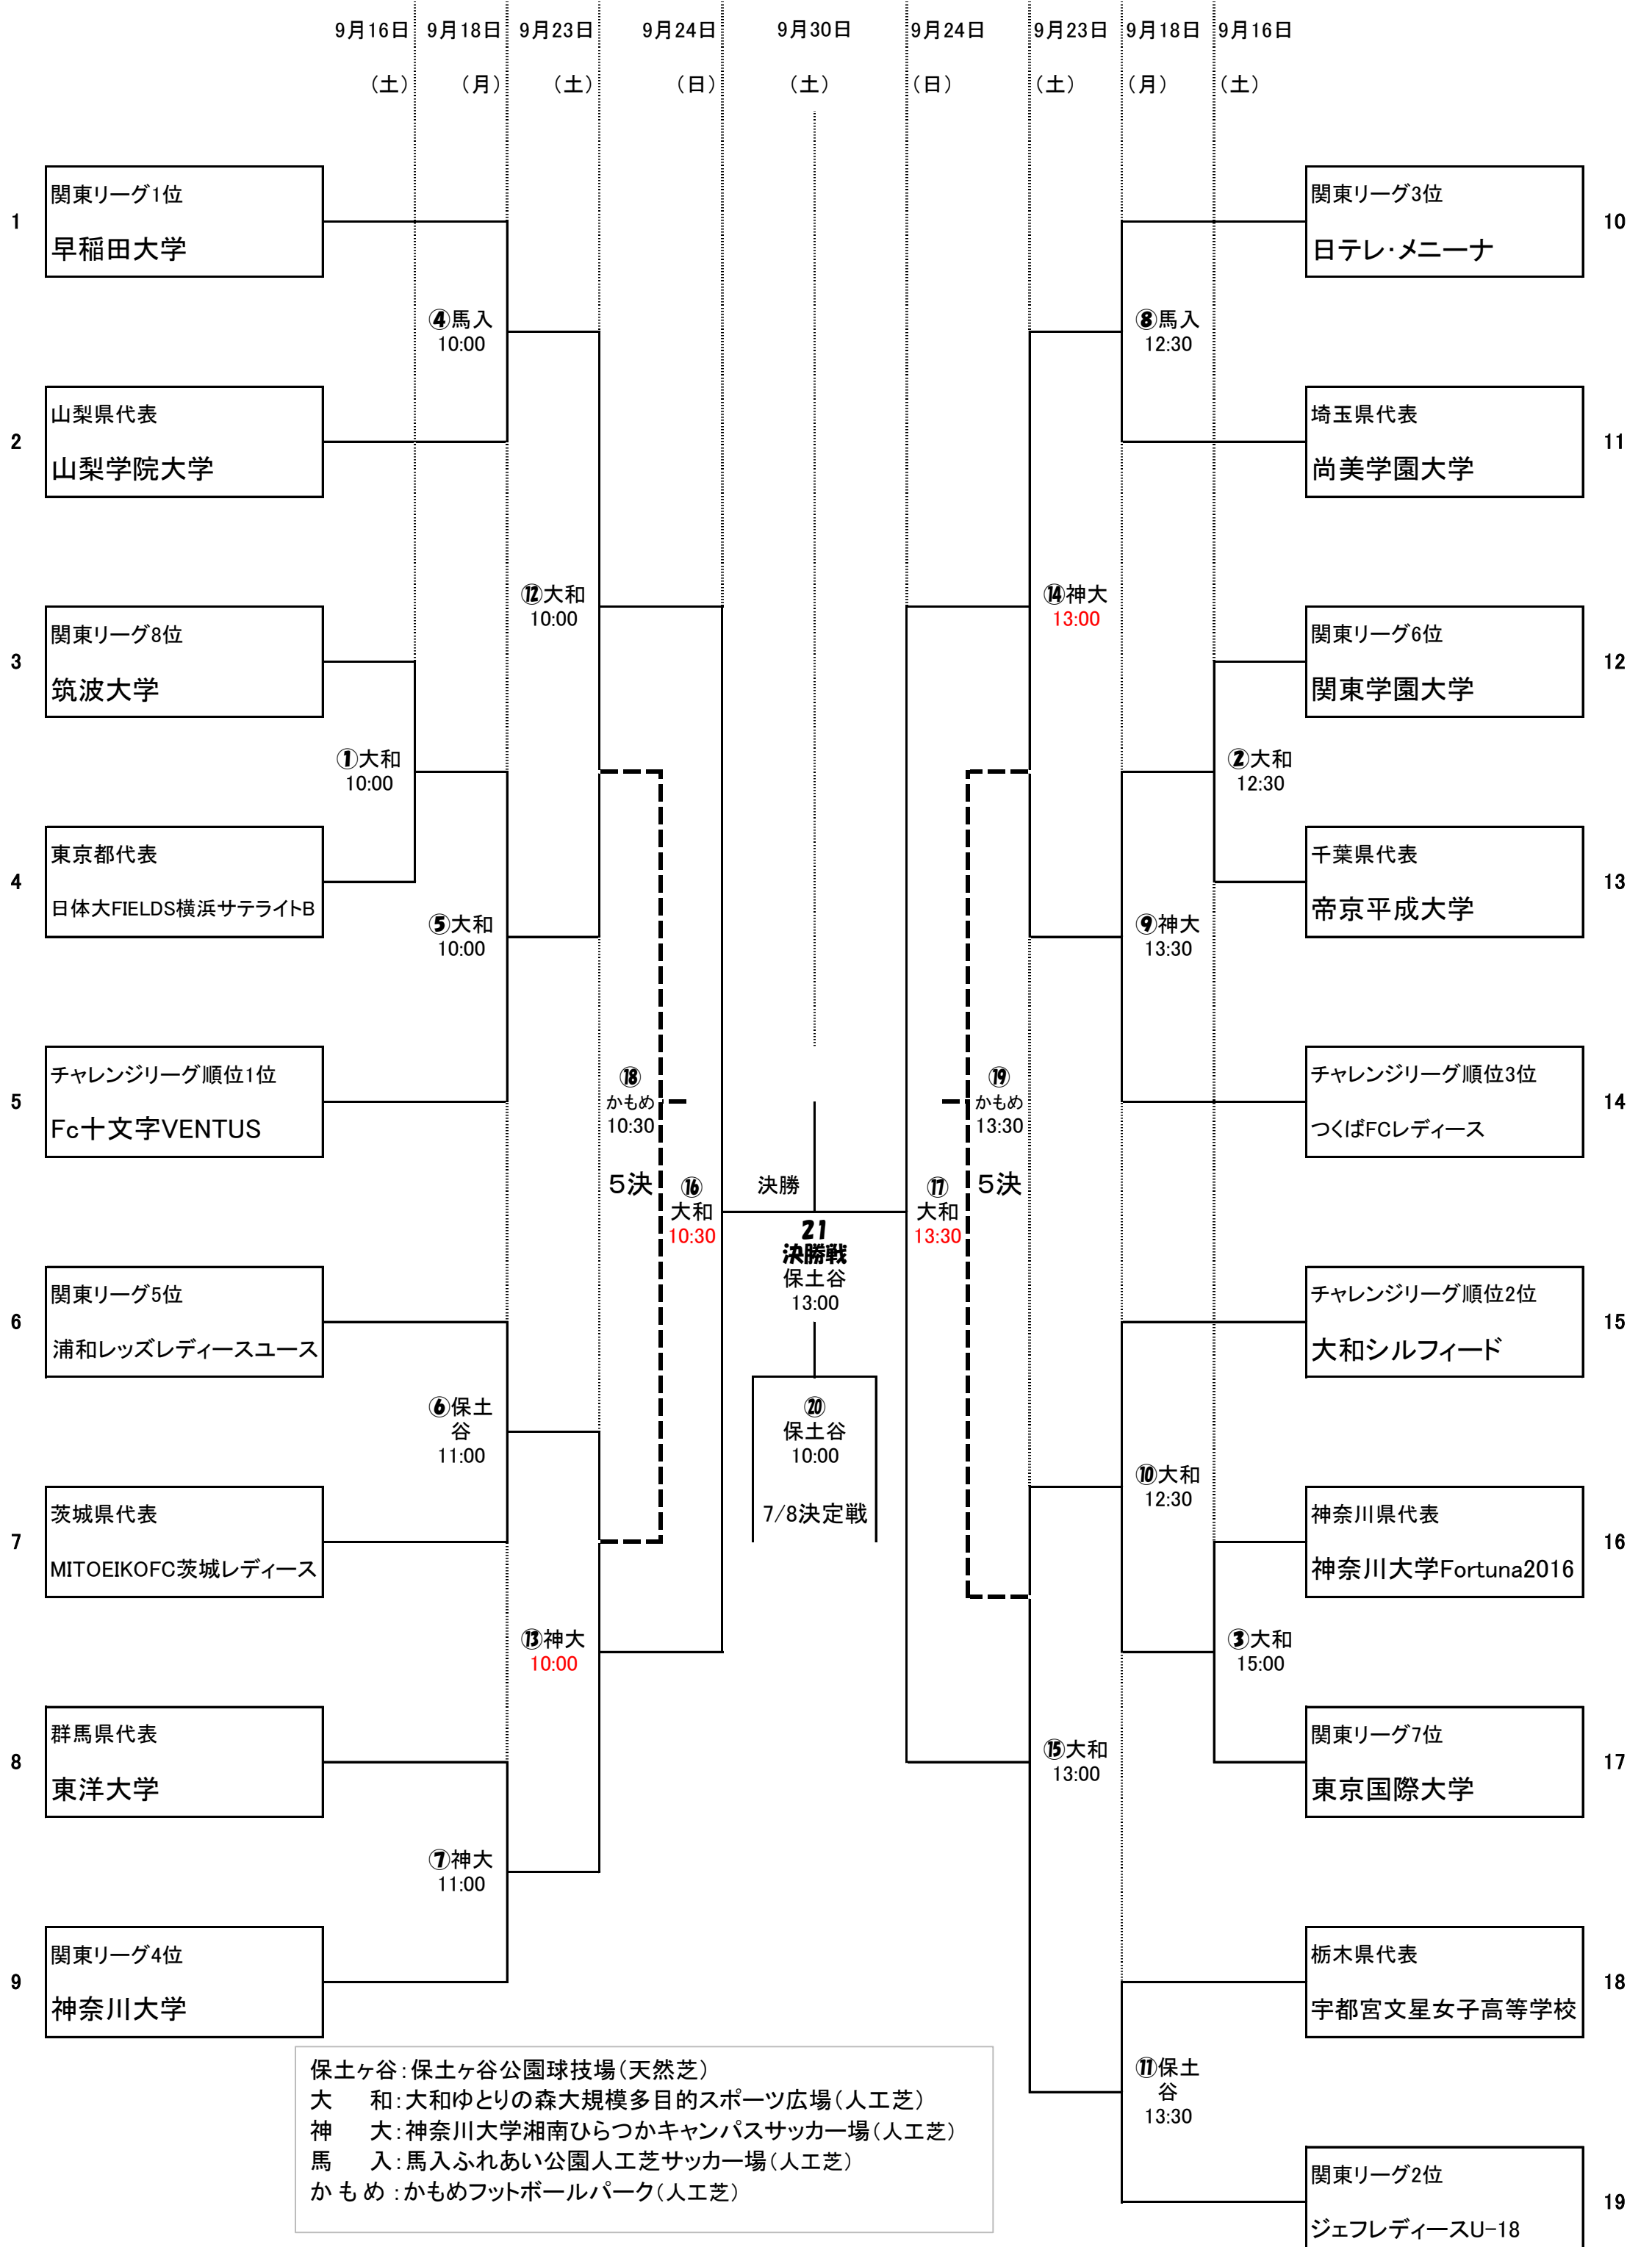 9月16日 9月18日 9月23日 9月24日 9月30日 9月24日 9月23日 9月18日 9月16日
(土) (月) (土) (日) (土) (日) (土) (月) (土)
1
関東リーグ1位
早稲田大学
④馬入
10:00
2
山梨県代表
山梨学院大学
⑫大和
10:00
3
関東リーグ8位
筑波大学
①大和
10:00
4
東京都代表
日体大FIELDS横浜サテライトB
⑤大和
10:00
5
チャレンジリーグ順位1位
Fc十文字VENTUS
⑱
かもめ
10:30
5決
⑯
大和
10:30
6
関東リーグ5位
浦和レッズレディースユース
⑥保土
谷
11:00
7
茨城県代表
MITOEIKOFC茨城レディース
⑬神大
10:00
8
群馬県代表
東洋大学
⑦神大
11:00
9
関東リーグ4位
神奈川大学
決勝
21
決勝戦
保土谷
13:00
⑳
保土谷
10:00
7/8決定戦
関東リーグ3位
日テレ・メニーナ
10
⑧馬入
12:30
埼玉県代表
尚美学園大学
11
⑭神大
13:00
関東リーグ6位
関東学園大学
12
②大和
12:30
千葉県代表
帝京平成大学
13
⑨神大
13:30
チャレンジリーグ順位3位
つくばFCレディース
14
⑲
かもめ
13:30
5決
⑰
大和
13:30
チャレンジリーグ順位2位
大和シルフィード
15
⑩大和
12:30
神奈川県代表
神奈川大学Fortuna2016
16
③大和
15:00
関東リーグ7位
東京国際大学
17
⑮大和
13:00
栃木県代表
宇都宮文星女子高等学校
18
⑪保土
谷
13:30
関東リーグ2位
ジェフレディースU-18
19
保土ヶ谷:保土ヶ谷公園球技場(天然芝)
大 和:大和ゆとりの森大規模多目的スポーツ広場(人工芝)
神 大:神奈川大学湘南ひらつかキャンパスサッカー場(人工芝)
馬 入:馬入ふれあい公園人工芝サッカー場(人工芝)
かもめ:かもめフットボールパーク(人工芝)